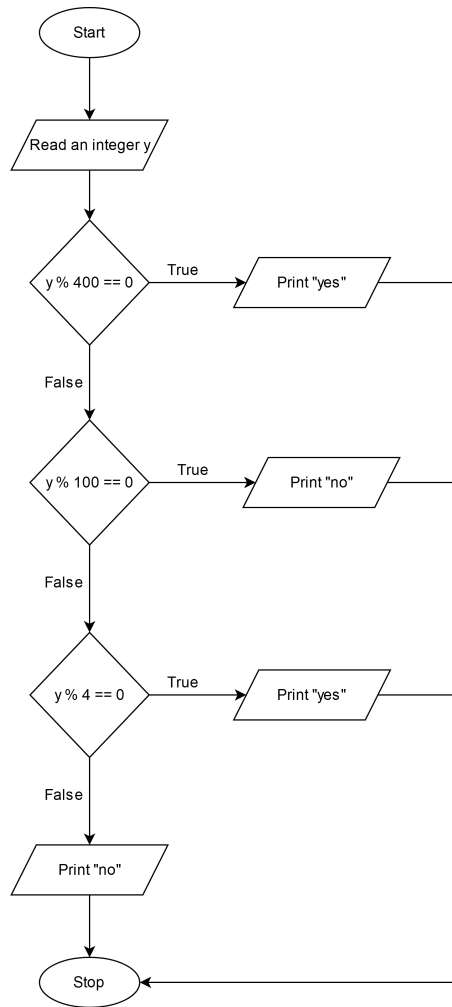 Start
Read an integer y
y % 400 == 0
True
Print "yes"
False
y % 100 == 0
True
Print "no"
False
y % 4 == 0
True
Print "yes"
False
Print "no"
Stop